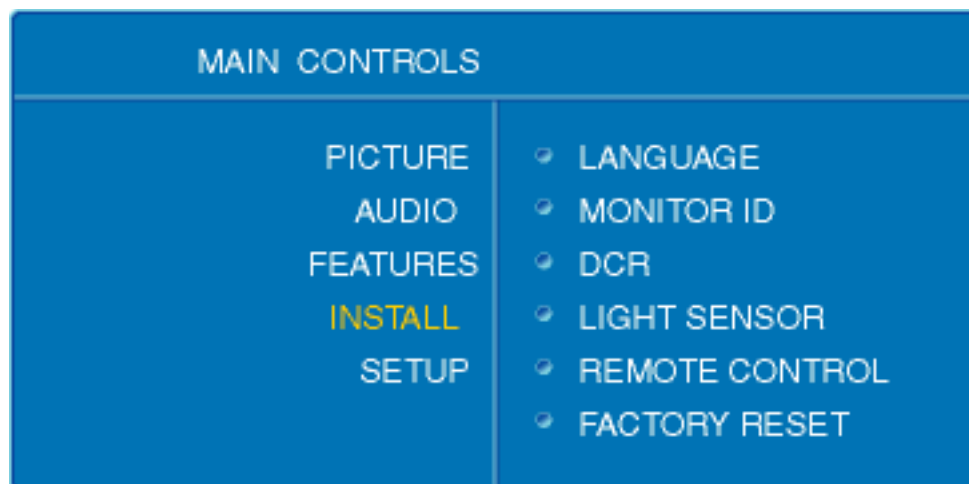 MAIN CONTROLS
PICTURE
AUDIO
FEATURES
INSTALL
SETUP
LANGUAGE
MONITOR ID
DCR
LIGHT SENSOR
REMOTE CONTROL
FACTORY RESET